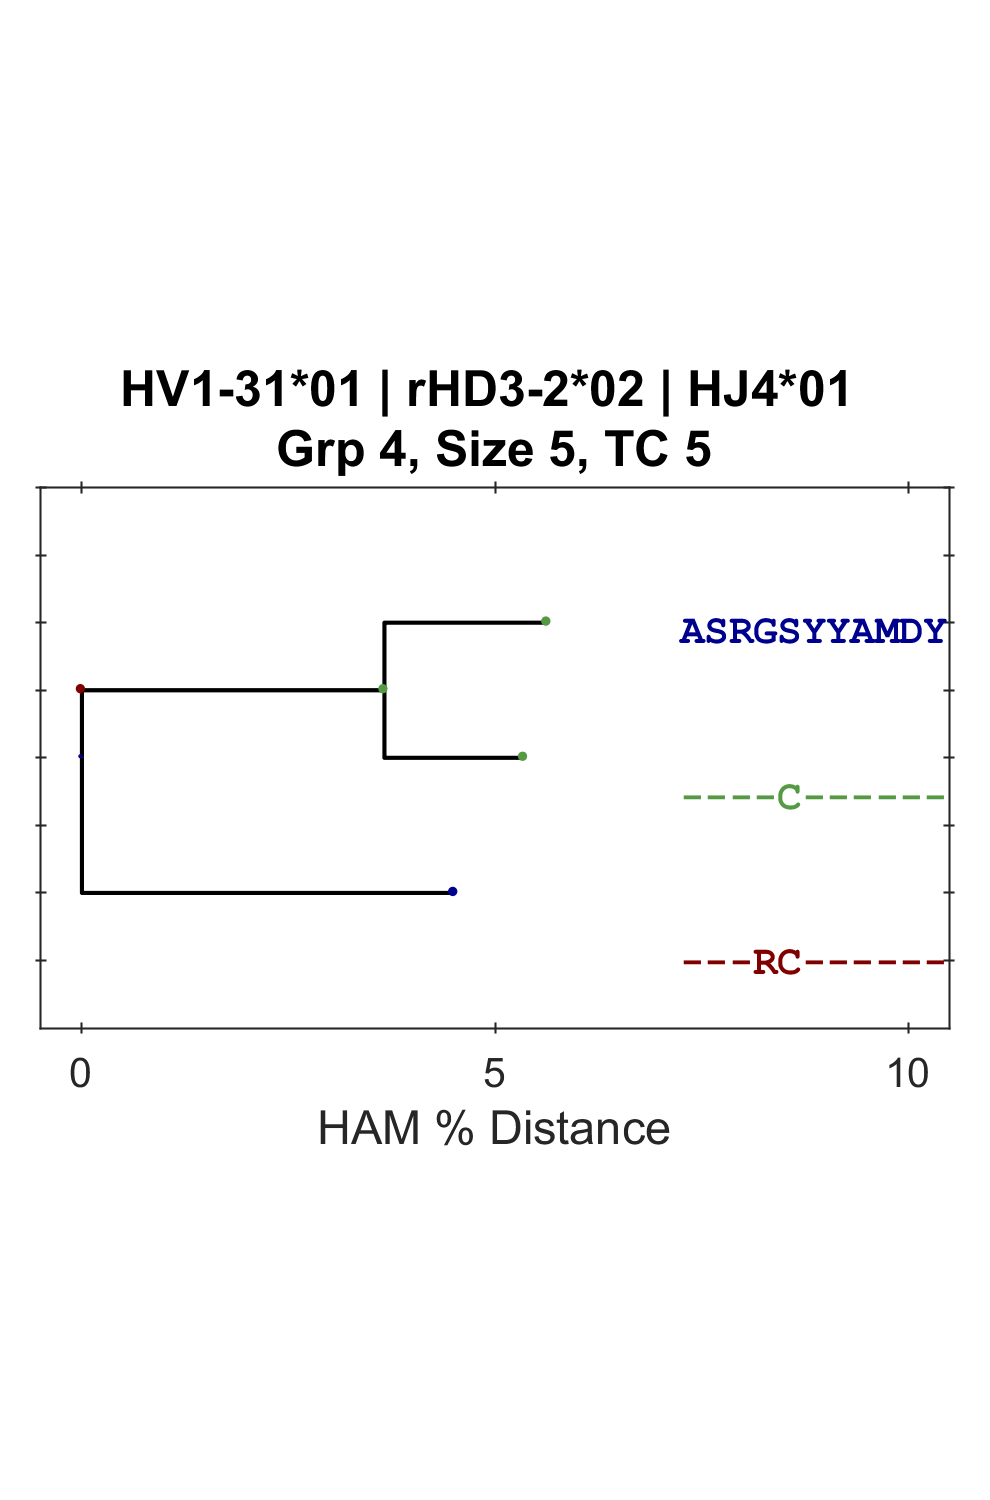 HV1-31*01 | rHD3-2*02 | HJ4*01
Grp 4, Size 5, TC 5
ASRGSYYAMDY
----C------
---RC------
0 5 10
HAM % Distance